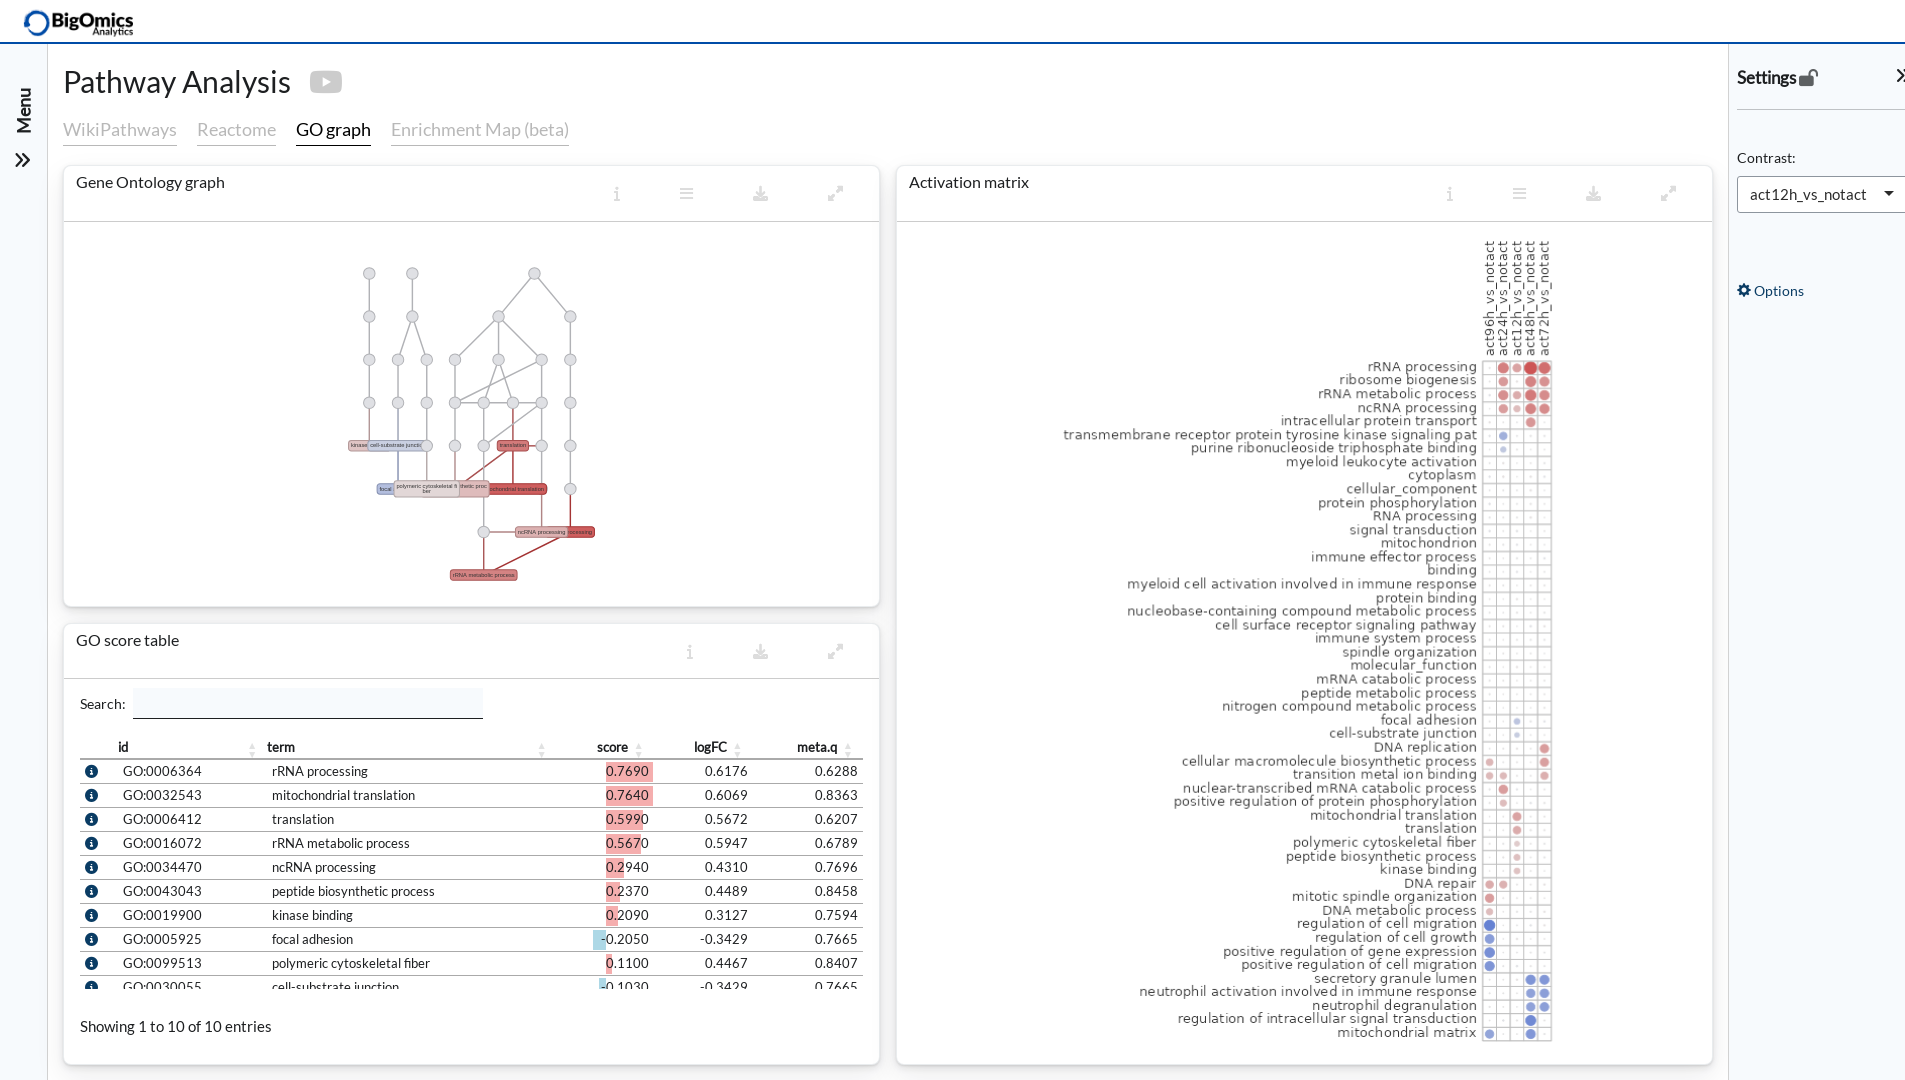 BigOmics
Analytics
Menu
Pathway Analysis
WikiPathways Reactome GO graph Enrichment Map (beta)
Gene Ontology graph
kinase
cell-substrate juncti
translation
focal
polymeric cytoskeletal fi
ber
thetic proc
ochondrial translation
ncRNA processing
ocessing
rRNA metabolic process
GO score table
Search:
id term score logFC meta.q
GO:0006364 rRNA processing 0.7690 0.6176 0.6288
GO:0032543 mitochondrial translation 0.7640 0.6069 0.8363
GO:0006412 translation 0.5990 0.5672 0.6207
GO:0016072 rRNA metabolic process 0.5670 0.5947 0.6789
GO:0034470 ncRNA processing 0.2940 0.4310 0.7696
GO:0043043 peptide biosynthetic process 0.2370 0.4489 0.8458
GO:0019900 kinase binding 0.2090 0.3127 0.7594
GO:0005925 focal adhesion -0.2050 -0.3429 0.7665
GO:0099513 polymeric cytoskeletal fiber 0.1100 0.4467 0.8407
GO:0030055 cell-substrate junction -0.1030 -0.3429 0.7665
Showing 1 to 10 of 10 entries
Activation matrix
act96h_vs_notact
act24h_vs_notact
act12h_vs_notact
act48h_vs_notact
act72h_vs_notact
rRNA processing
ribosome biogenesis
rRNA metabolic process
ncRNA processing
intracellular protein transport
transmembrane receptor protein tyrosine kinase signaling pat
purine ribonucleoside triphosphate binding
myeloid leukocyte activation
cytoplasm
cellular_component
protein phosphorylation
RNA processing
signal transduction
mitochondrion
immune effector process
binding
myeloid cell activation involved in immune response
protein binding
nucleobase-containing compound metabolic process
cell surface receptor signaling pathway
immune system process
spindle organization
molecular_function
mRNA catabolic process
peptide metabolic process
nitrogen compound metabolic process
focal adhesion
cell-substrate junction
DNA replication
cellular macromolecule biosynthetic process
transition metal ion binding
nuclear-transcribed mRNA catabolic process
positive regulation of protein phosphorylation
mitochondrial translation
translation
polymeric cytoskeletal fiber
peptide biosynthetic process
kinase binding
DNA repair
mitotic spindle organization
DNA metabolic process
regulation of cell migration
regulation of cell growth
positive regulation of gene expression
positive regulation of cell migration
secretory granule lumen
neutrophil activation involved in immune response
neutrophil degranulation
regulation of intracellular signal transduction
mitochondrial matrix
Settings
Contrast:
act12h_vs_notact
Options